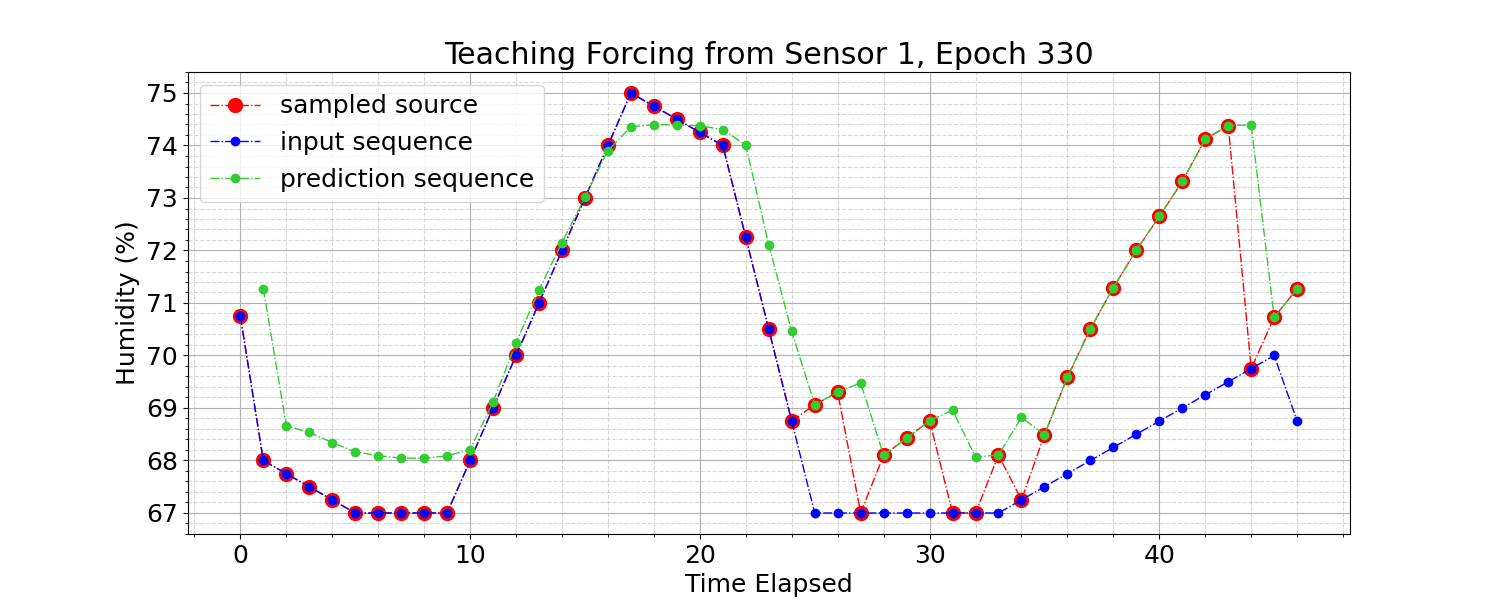 Teaching Forcing from Sensor 1, Epoch 330
sampled source
input sequence
prediction sequence
Humidity (%)
75
74
73
72
71
70
69
68
67
0 10 20 30 40
Time Elapsed